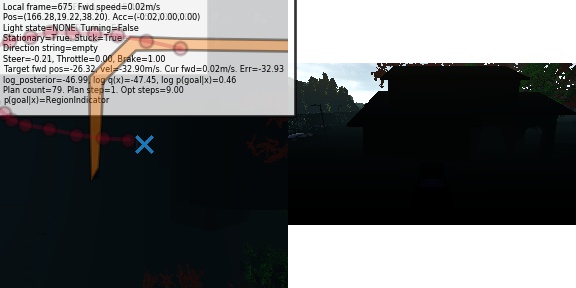 Local frame=675: Fwd speed=0.02m/s
Pos=(166.28,19.22,38.20). Acc=(-0.02,0.00,0.00)
Light state=NONE. Turning=False
Stationary=True. Stuck=True
Direction string=empty
Steer=-0.21, Throttle=0.00, Brake=1.00
Target fwd pos=-26.32, vel=-32.90m/s. Cur fwd=0.02m/s. Err=-32.93
log_posterior=-46.99, log q(x)=-47.45, log p(goal|x)=0.46
Plan count=79. Plan step=1. Opt steps=9.00
p(goal|x)=RegionIndicator